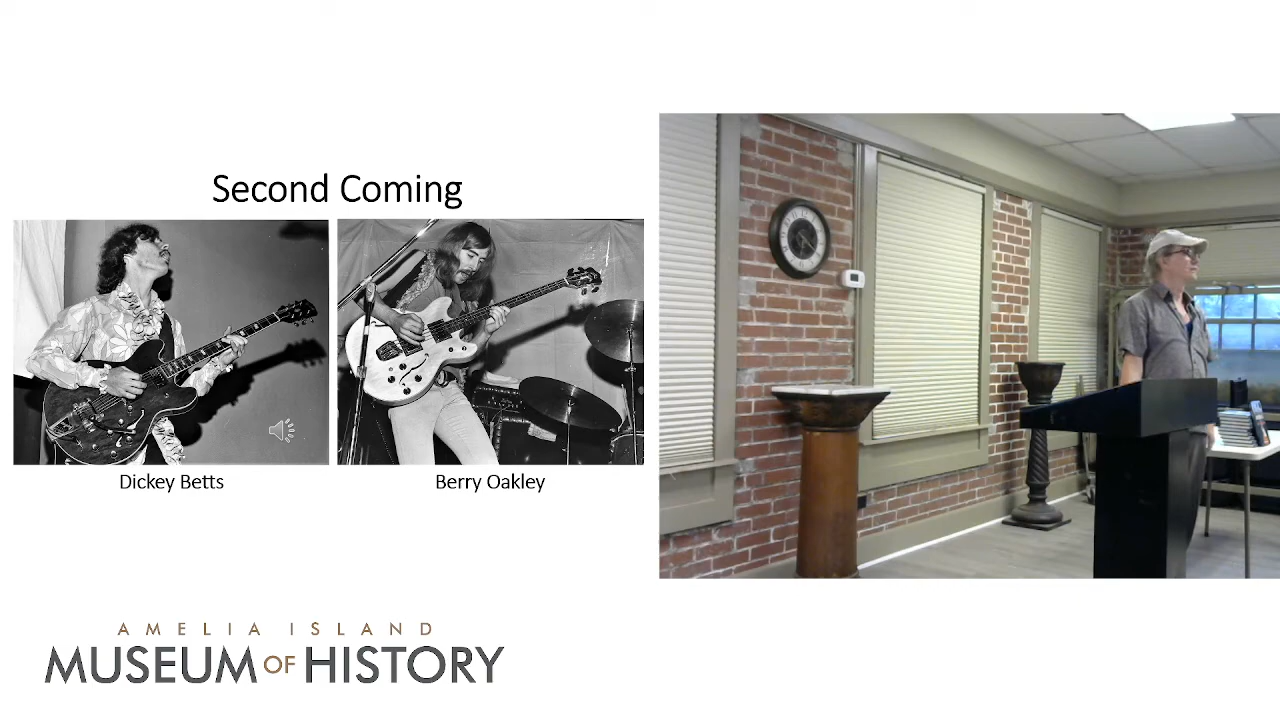 Second Coming
Dickey Betts
Berry Oakley
AMELIA ISLAND
MUSEUM OF HISTORY